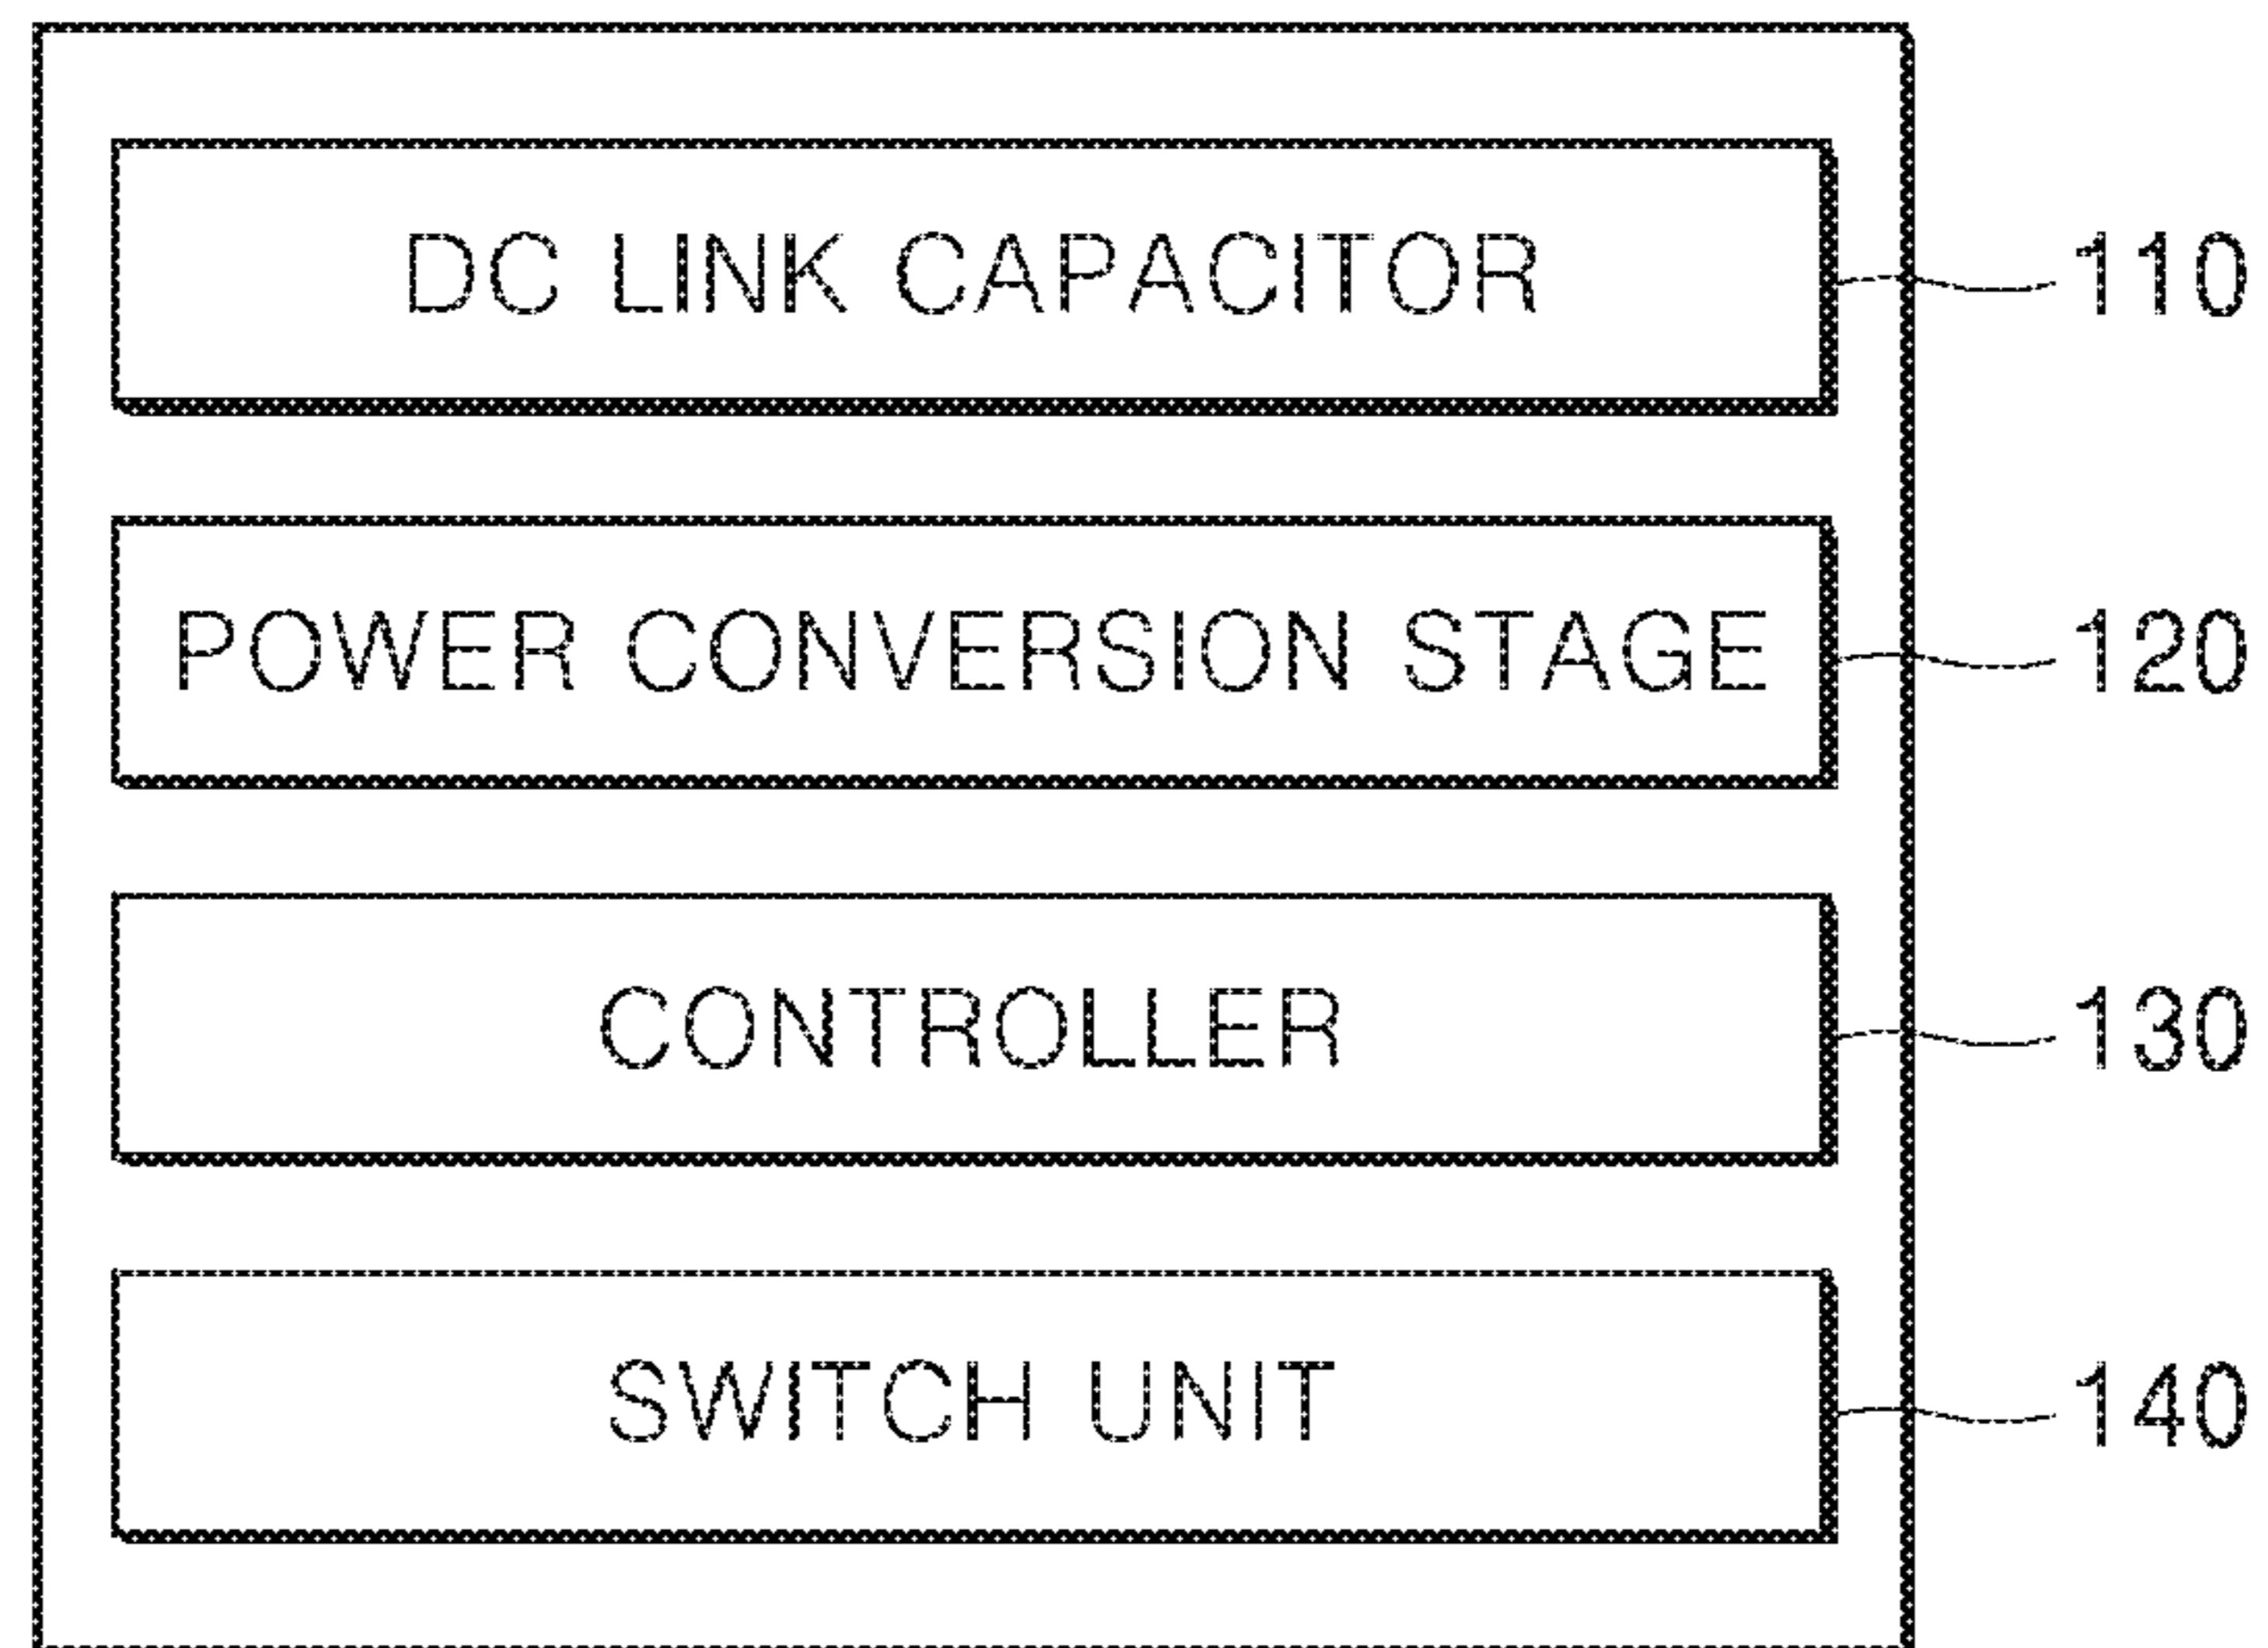 DC LINK CAPACITOR 110
POWER CONVERSION STAGE 120
CONTROLLER 130
SWITCH UNIT 140